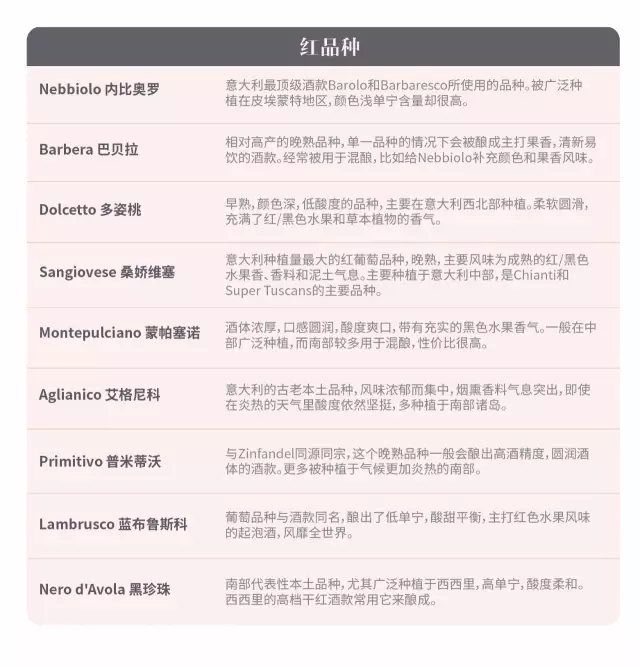 红品种
Nebbiolo 内比奥罗
意大利最顶级酒款Barolo和Barbaresco所使用的品种。被广泛种
植在皮埃蒙特地区，颜色浅单宁含量却很高。
Barbera 巴贝拉
相对高产的晚熟品种，单一品种的情况下会被酿成主打果香，清新易
饮的酒款。经常被用于混酿，比如给Nebbiolo补充颜色和果香风味。
Dolcetto 多姿桃
早熟，颜色深，低酸度的品种，主要在意大利西北部种植。柔软圆滑，
充满了红/黑色水果和草本植物的香气。
Sangiovese 桑娇维塞
意大利种植量最大的红葡萄品种，晚熟，主要风味为成熟的红/黑色
水果香、香料和泥土气息。主要种植于意大利中部，是Chianti和
Super Tuscans的主要品种。
Montepulciano 蒙帕塞诺
酒体浓厚，口感圆润，酸度爽口，带有充实的黑色水果香气。一般在中
部广泛种植，而南部较多用于混酿，性价比很高。
Aglianico 艾格尼科
意大利的古老本土品种，风味浓郁而集中，烟熏香料气息突出，即使
在炎热的天气里酸度依然坚挺，多种植于南部诸岛。
Primitivo 普米蒂沃
与Zinfandel同源同宗，这个晚熟品种一般会酿出高酒精度，圆润酒
体的酒款。更多被种植于气候更加炎热的南部。
Lambrusco 蓝布鲁斯科
葡萄品种与酒款同名，酿出了低单宁，酸甜平衡，主打红色水果风味
的起泡酒，风靡全世界。
Nero d'Avola 黑珍珠
南部代表性本土品种，尤其广泛种植于西西里，高单宁，酸度柔和。
西西里的高档干红酒款常用它来酿成。